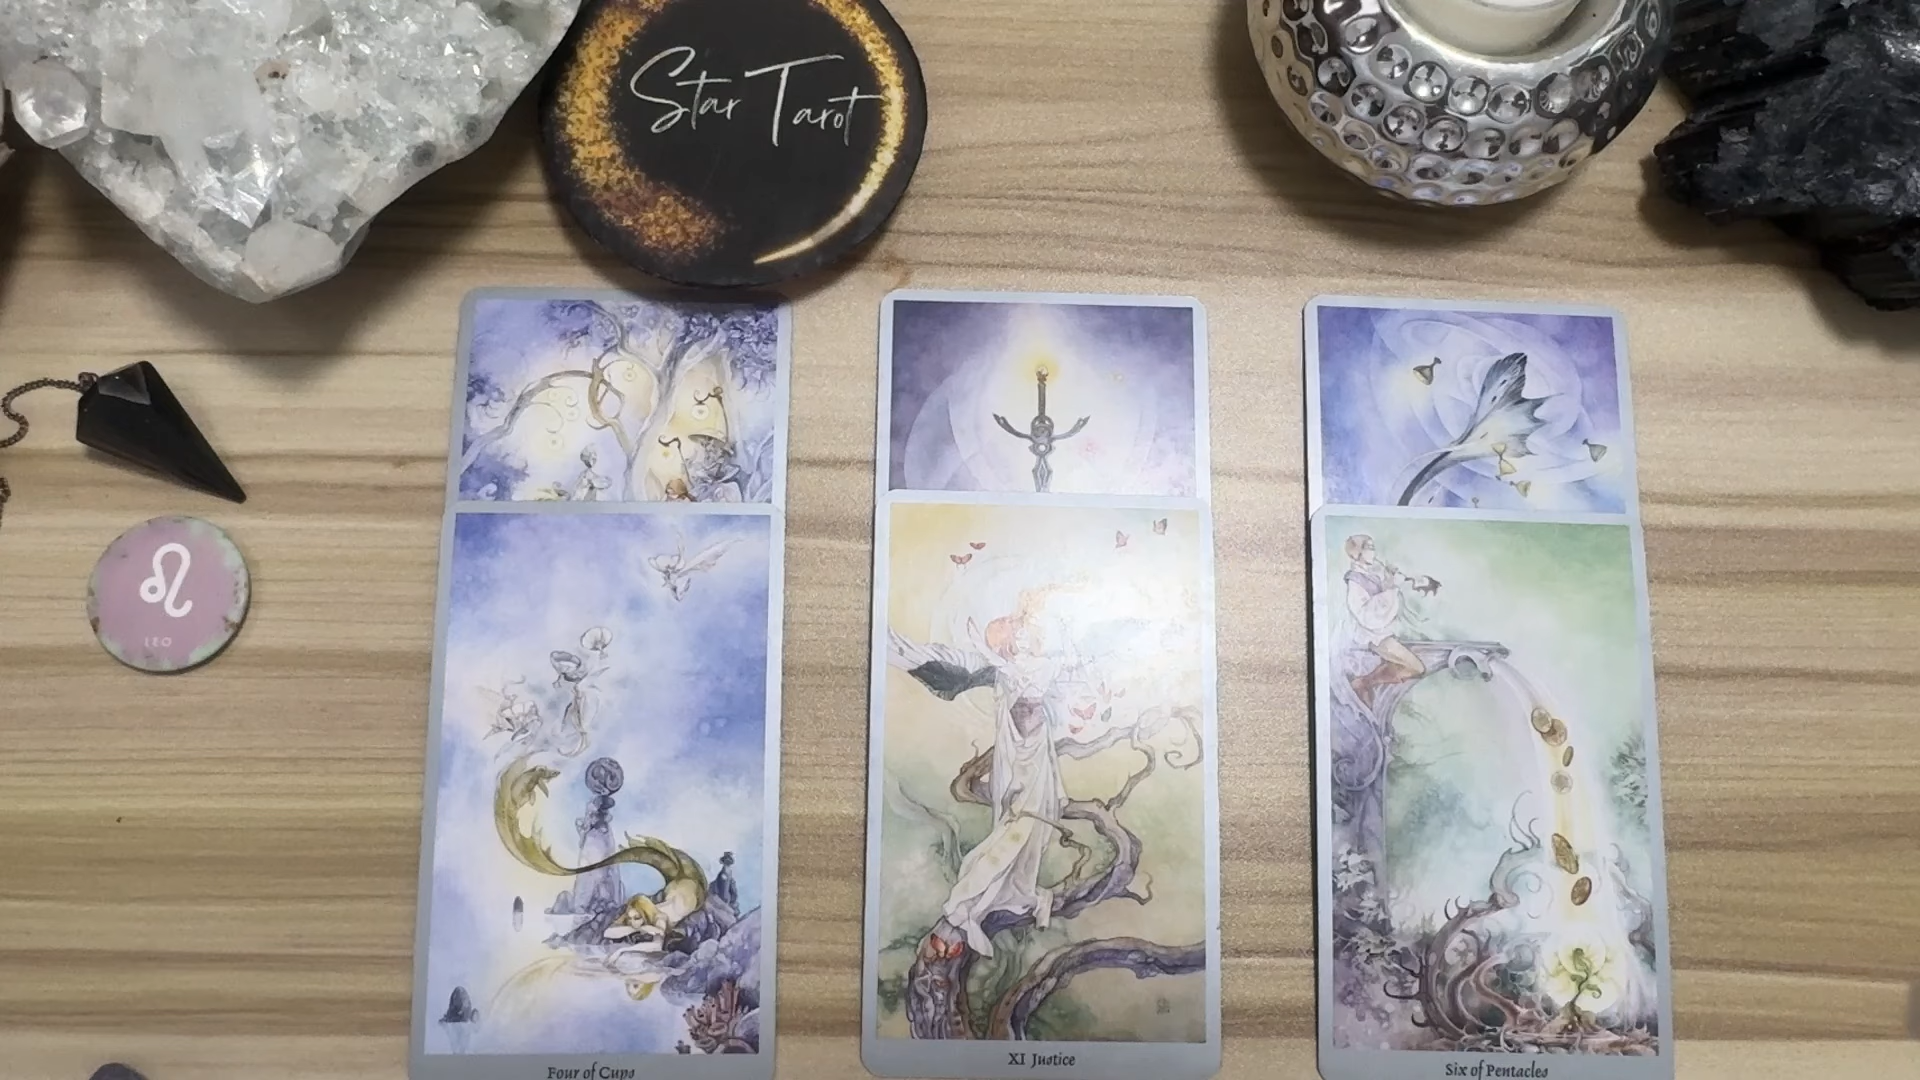 Star Tarot
LEO
Four of Cups
XI Justice
Six of Pentacles